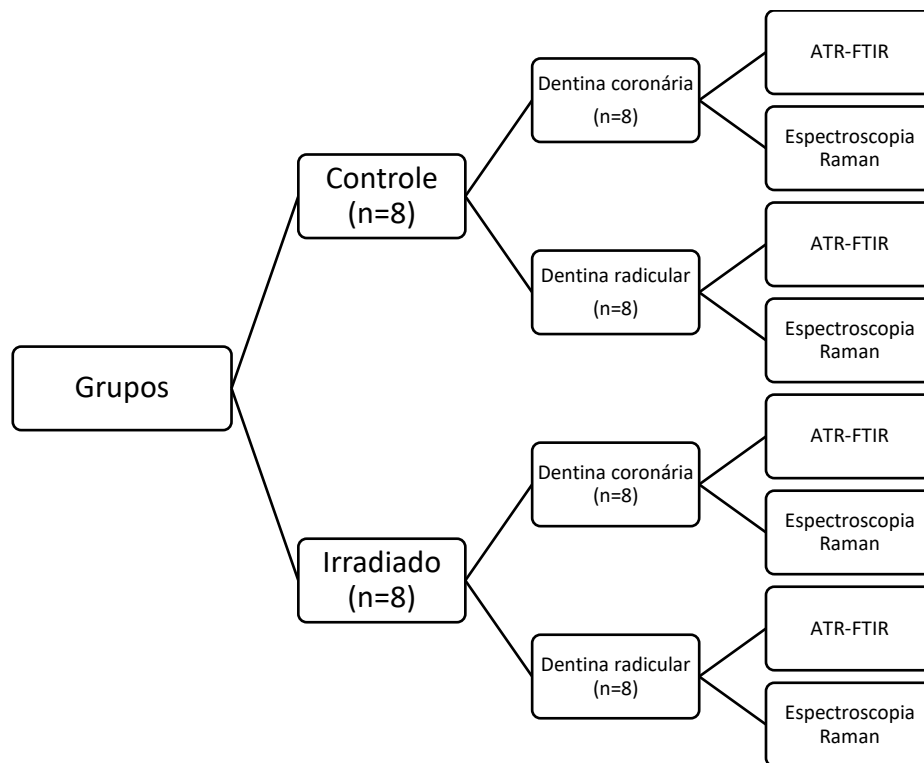 Grupos
Controle
(n=8)
Dentina coronária
(n=8)
ATR-FTIR
Espectroscopia
Raman
Dentina radicular
(n=8)
ATR-FTIR
Espectroscopia
Raman
Irradiado
(n=8)
Dentina coronária
(n=8)
ATR-FTIR
Espectroscopia
Raman
Dentina radicular
(n=8)
ATR-FTIR
Espectroscopia
Raman